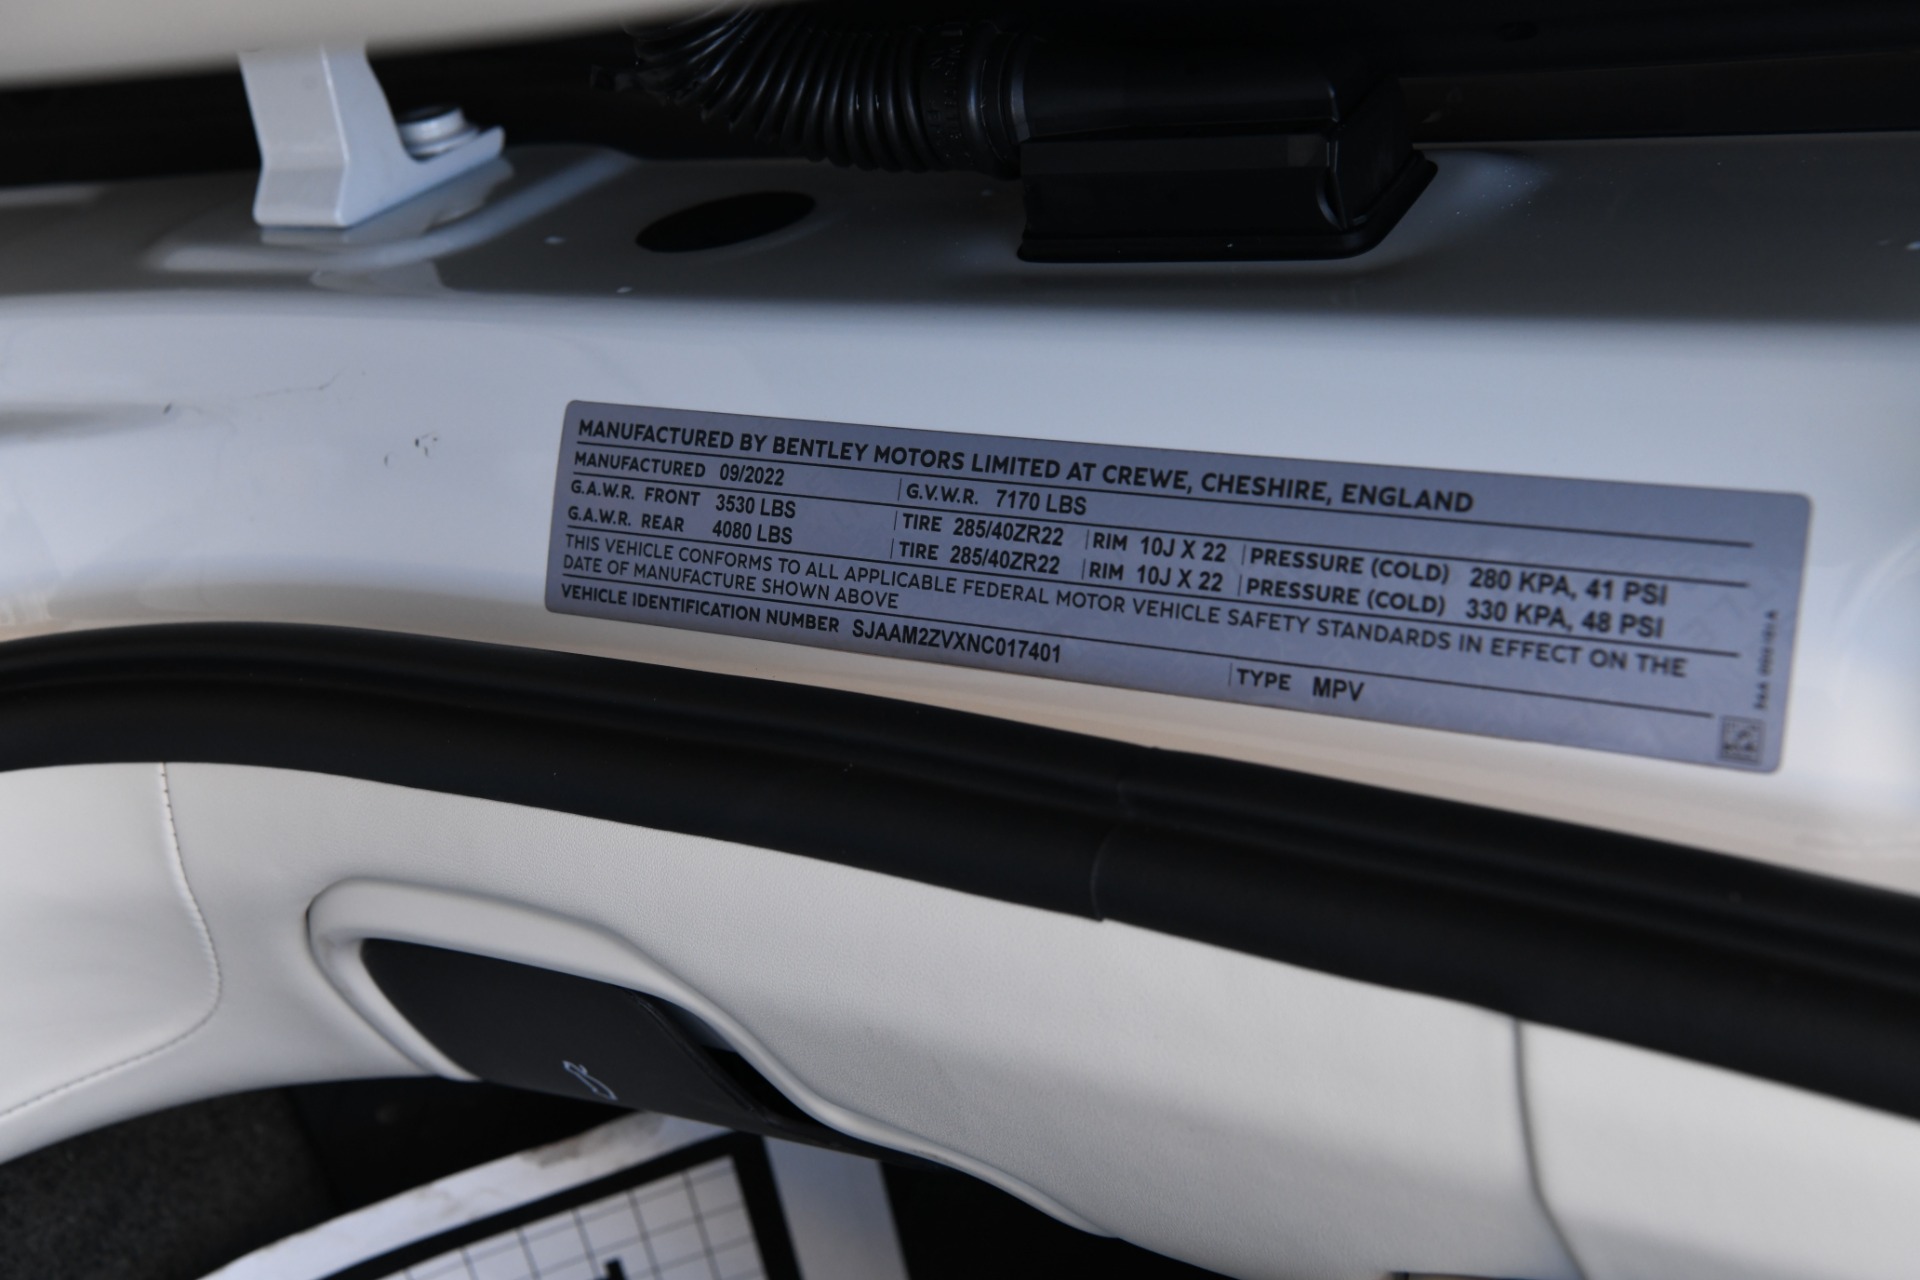 MANUFACTURED BY BENTLEY MOTORS LIMITED AT CREWE, CHESHIRE, ENGLAND
MANUFACTURED 09/2022 G.V.W.R. 7170 LBS
G.A.W.R. FRONT 3530 LBS TIRE 285/40ZR22 RIM 10J X 22 PRESSURE (COLD) 280 KPA, 41 PSI
G.A.W.R. REAR 4080 LBS TIRE 285/40ZR22 RIM 10J X 22 PRESSURE (COLD) 330 KPA, 48 PSI
THIS VEHICLE CONFORMS TO ALL APPLICABLE FEDERAL MOTOR VEHICLE SAFETY STANDARDS IN EFFECT ON THE
DATE OF MANUFACTURE SHOWN ABOVE
VEHICLE IDENTIFICATION NUMBER SJAAM2ZVXNC017401 TYPE MPV